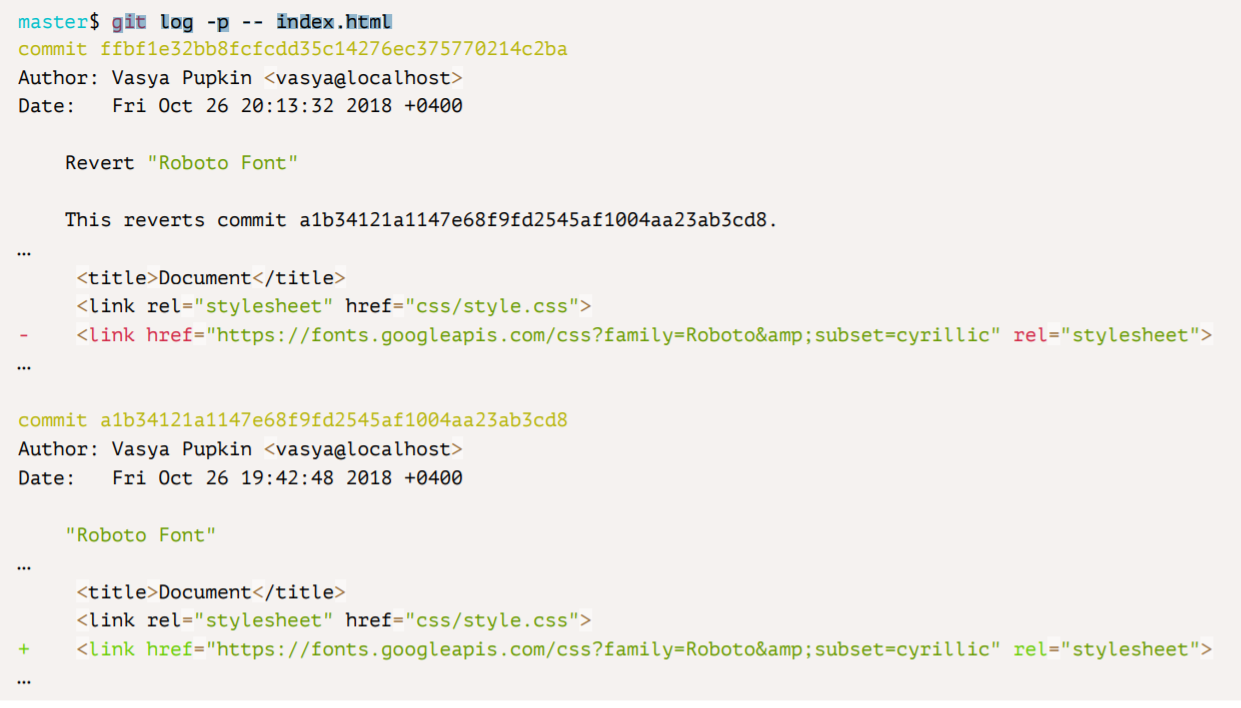 master$ git log -p -- index.html
commit ffbf1e32bb8fcfcdd35c14276ec375770214c2ba
Author: Vasya Pupkin <vasya@localhost>
Date:   Fri Oct 26 20:13:32 2018 +0400

    Revert "Roboto Font"

    This reverts commit a1b34121a1147e68f9fd2545af1004aa23ab3cd8.
…
     <title>Document</title>
     <link rel="stylesheet" href="css/style.css">
-    <link href="https://fonts.googleapis.com/css?family=Roboto&amp;subset=cyrillic" rel="stylesheet">
…

commit a1b34121a1147e68f9fd2545af1004aa23ab3cd8
Author: Vasya Pupkin <vasya@localhost>
Date:   Fri Oct 26 19:42:48 2018 +0400

    "Roboto Font"
…
     <title>Document</title>
     <link rel="stylesheet" href="css/style.css">
+    <link href="https://fonts.googleapis.com/css?family=Roboto&amp;subset=cyrillic" rel="stylesheet">
…